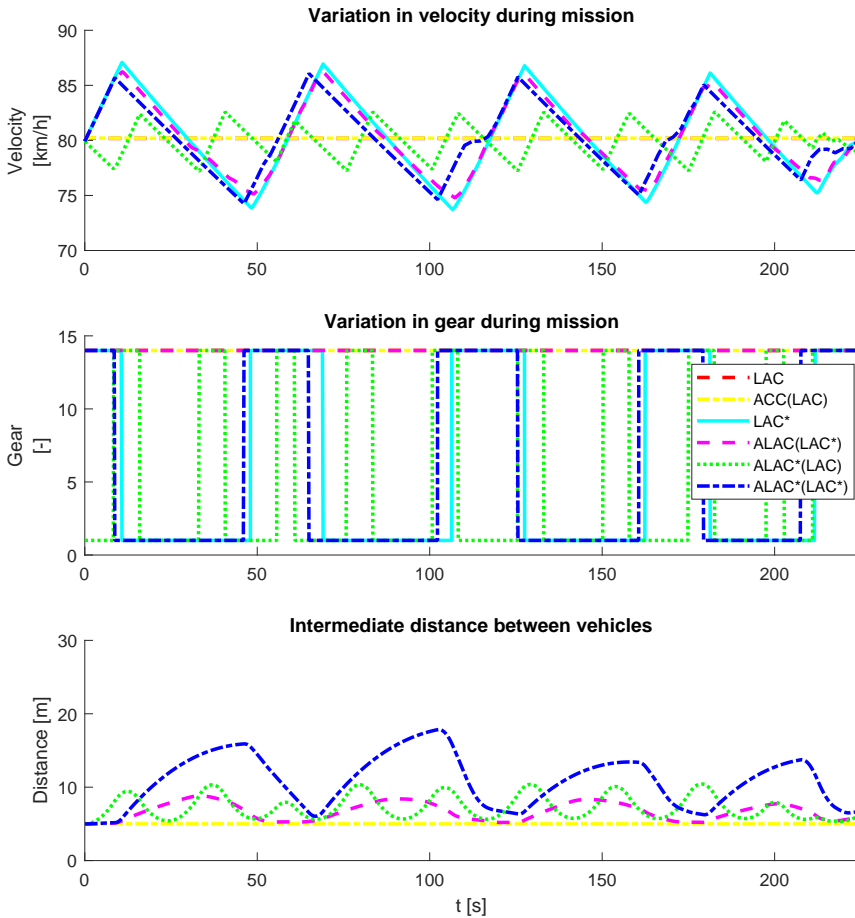 Variation in velocity during mission
90
85
80
75
70
Velocity
[km/h]
0
50
100
150
200
Variation in gear during mission
15
10
5
0
Gear
[-]
LAC
ACC(LAC)
LAC*
ALAC(LAC*)
ALAC*(LAC)
ALAC*(LAC*)
0
50
100
150
200
Intermediate distance between vehicles
30
20
10
0
Distance [m]
0
50
100
150
200
t [s]